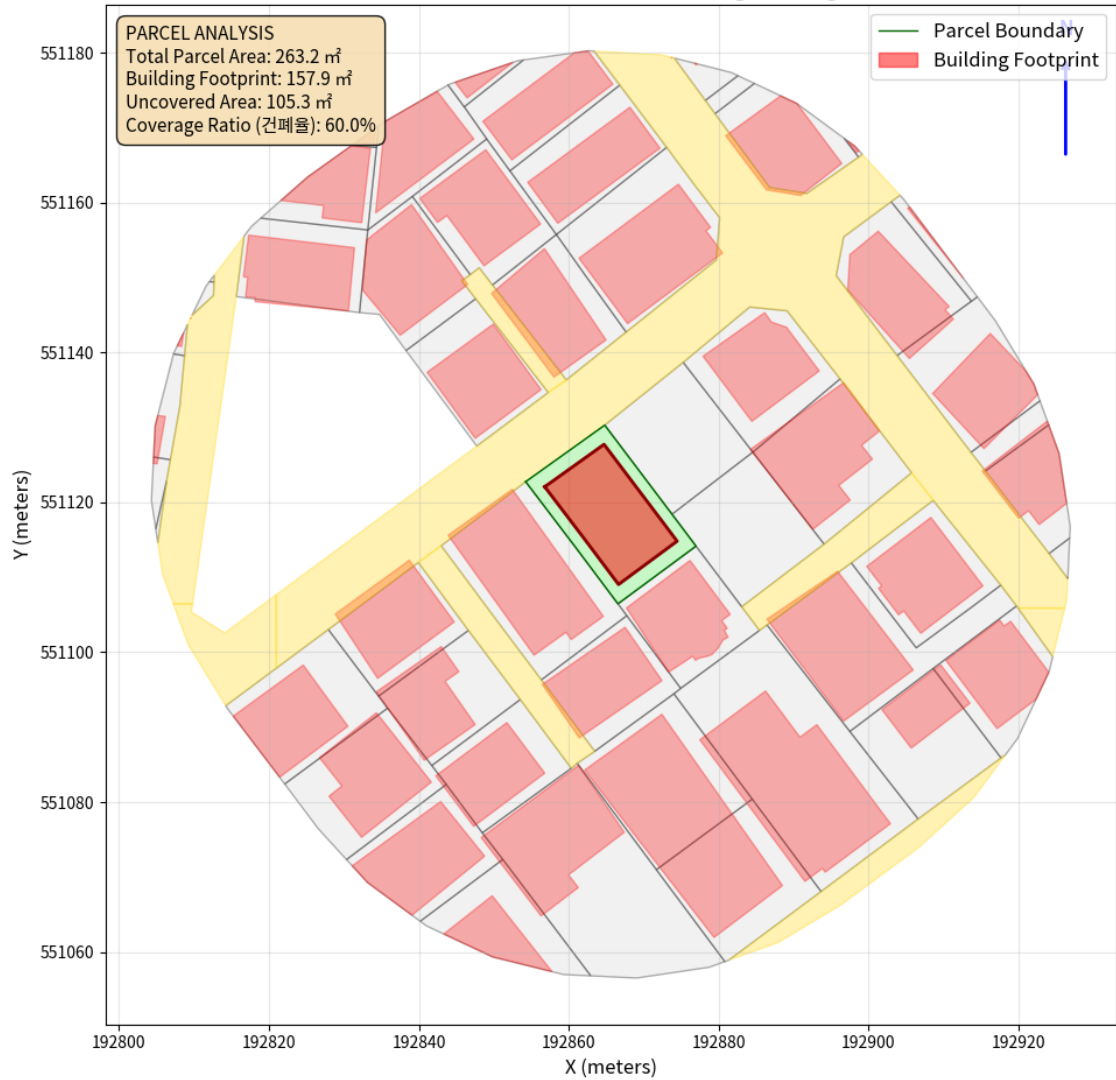 PARCEL ANALYSIS
Total Parcel Area: 263.2 ㎡
Building Footprint: 157.9 ㎡
Uncovered Area: 105.3 ㎡
Coverage Ratio (건폐율): 60.0%
Parcel Boundary
Building Footprint
N
551180
551160
551140
551120
551100
551080
551060
Y (meters)
192800
192820
192840
192860
192880
192900
192920
X (meters)